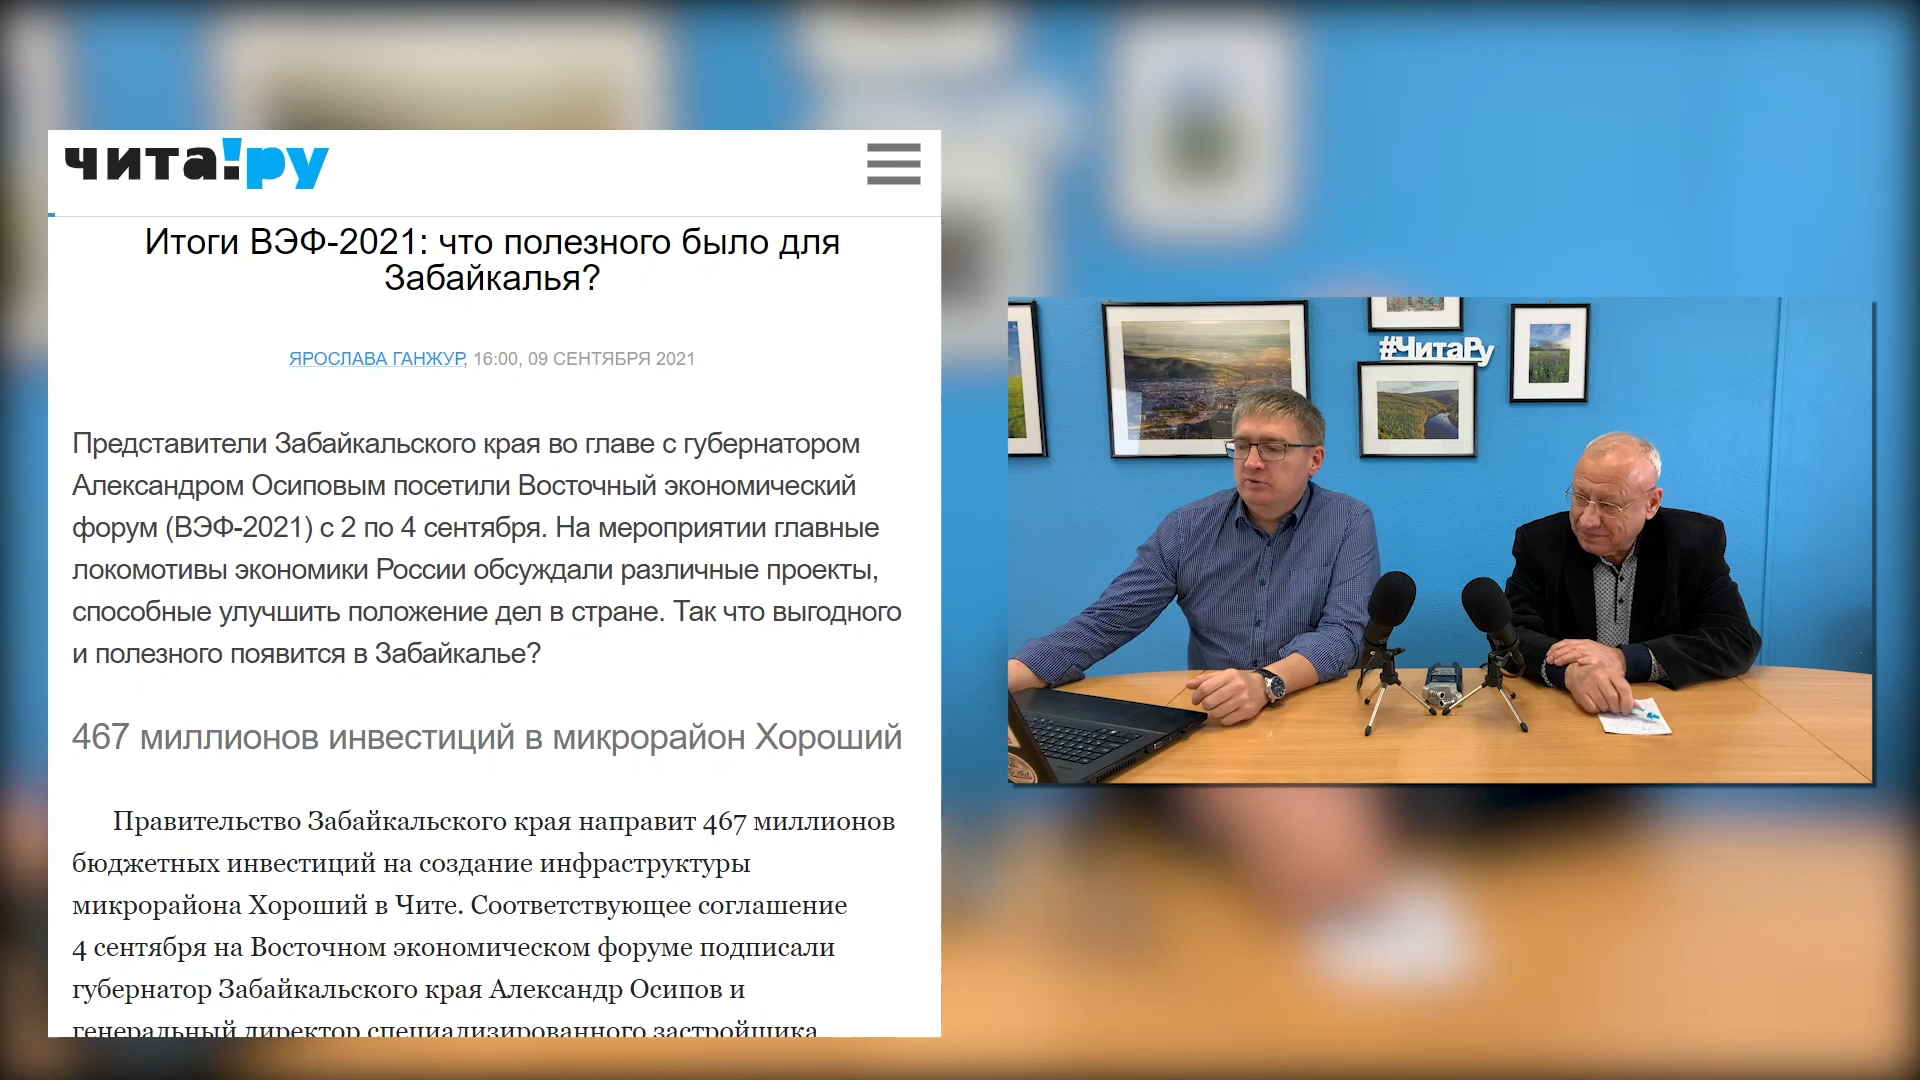 чита!ру
Итоги ВЭФ-2021: что полезного было для
Забайкалья?
ЯРОСЛАВА ГАНЖУР, 16:00, 09 СЕНТЯБРЯ 2021
Представители Забайкальского края во главе с губернатором
Александром Осиповым посетили Восточный экономический
форум (ВЭФ-2021) с 2 по 4 сентября. На мероприятии главные
локомотивы экономики России обсуждали различные проекты,
способные улучшить положение дел в стране. Так что выгодного
и полезного появится в Забайкалье?
467 миллионов инвестиций в микрорайон Хороший
Правительство Забайкальского края направит 467 миллионов
бюджетных инвестиций на создание инфраструктуры
микрорайона Хороший в Чите. Соответствующее соглашение
4 сентября на Восточном экономическом форуме подписали
губернатор Забайкальского края Александр Осипов и
генеральный директор специализированного застройщика
#ЧитаРу